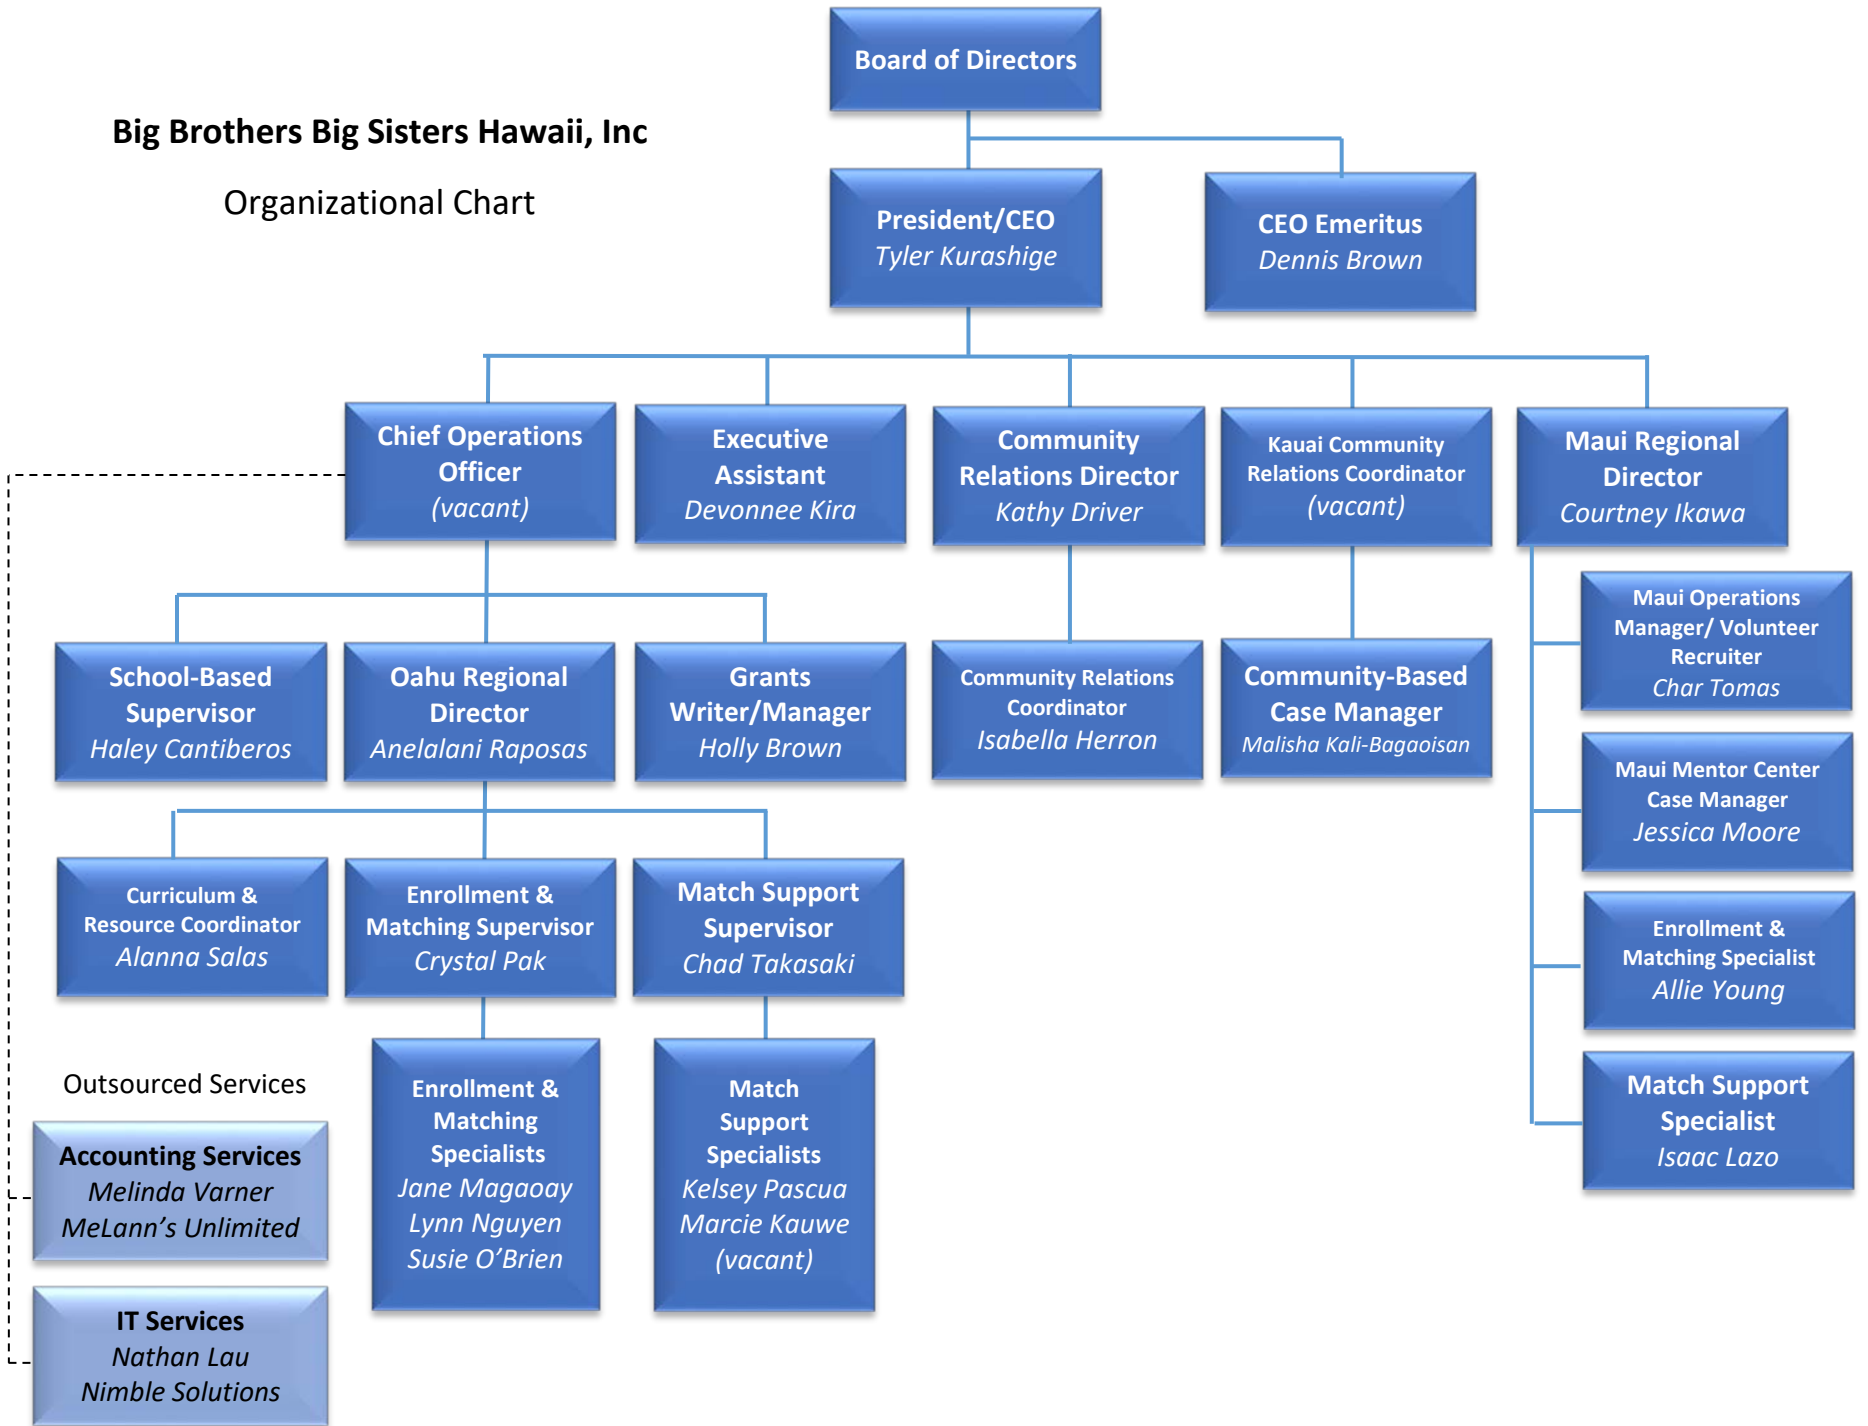 Board of Directors
Big Brothers Big Sisters Hawaii, Inc
Organizational Chart
President/CEO
Tyler Kurashige
CEO Emeritus
Dennis Brown
Chief Operations
Officer
(vacant)
Executive
Assistant
Devonnee Kira
Community
Relations Director
Kathy Driver
Kauai Community
Relations Coordinator
(vacant)
Maui Regional
Director
Courtney Ikawa
School-Based
Supervisor
Haley Cantiberos
Oahu Regional
Director
Anelalani Raposas
Grants
Writer/Manager
Holly Brown
Community Relations
Coordinator
Isabella Herron
Community-Based
Case Manager
Malisha Kali-Bagaoisan
Maui Operations
Manager/ Volunteer
Recruiter
Char Tomas
Maui Mentor Center
Case Manager
Jessica Moore
Enrollment &
Matching Specialist
Allie Young
Match Support
Specialist
Isaac Lazo
Curriculum &
Resource Coordinator
Alanna Salas
Enrollment &
Matching Supervisor
Crystal Pak
Match Support
Supervisor
Chad Takasaki
Enrollment &
Matching
Specialists
Jane Magaoay
Lynn Nguyen
Susie O’Brien
Match
Support
Specialists
Kelsey Pascua
Marcie Kauwe
(vacant)
Outsourced Services
Accounting Services
Melinda Varner
MeLann’s Unlimited
IT Services
Nathan Lau
Nimble Solutions